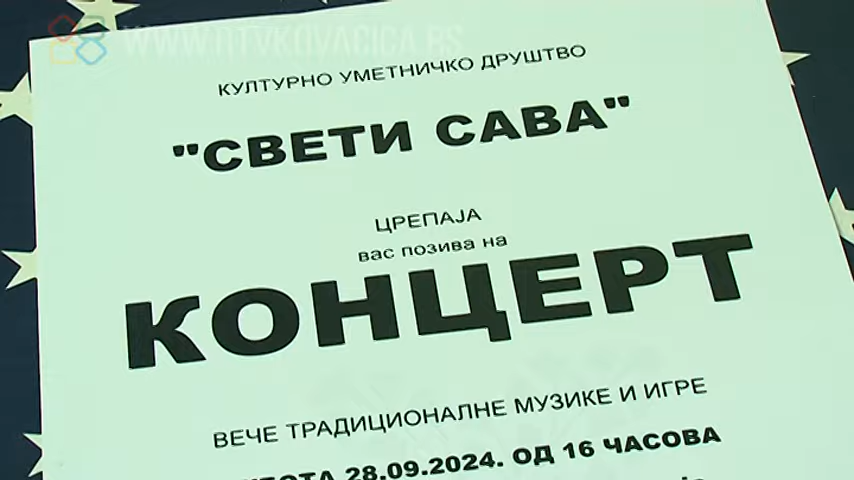 WWW.RTVKOVACICA.RS
КУЛТУРНО УМЕТНИЧКО ДРУШТВО
"СВЕТИ САВА"
ЦРЕПАЈА
вас позива на
КОНЦЕРТ
ВЕЧЕ ТРАДИЦИОНАЛНЕ МУЗИКЕ И ИГРЕ
28.09.2024. ОД 16 ЧАСОВА